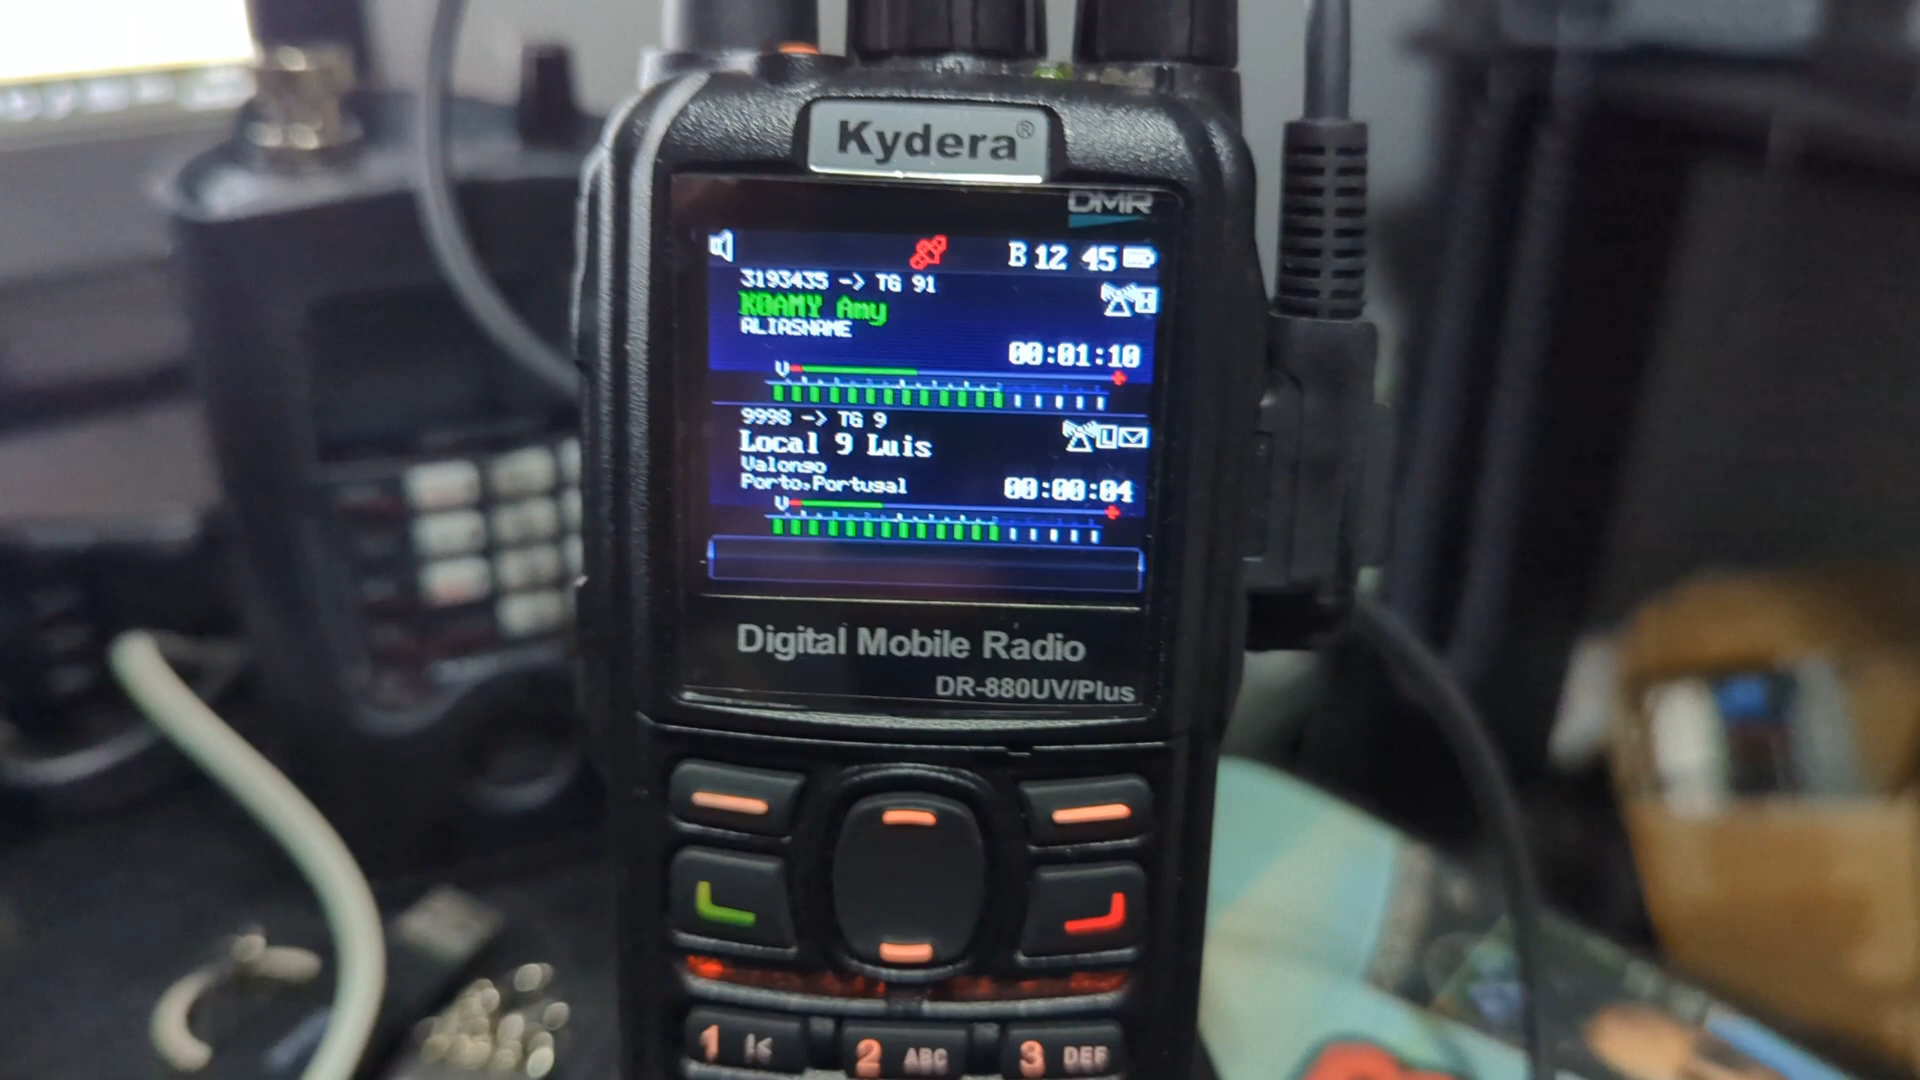 Kydera®
DMR
B 12 45
3193435 -> TG 91
K0AMY Amy
ALIASNAME
00:01:10
V
9998 -> TG 9
L
Local 9 Luis
Valongo
Porto,Portugal
00:00:04
V
Digital Mobile Radio
DR-880UV/Plus
1
2 ABC
3 DEF